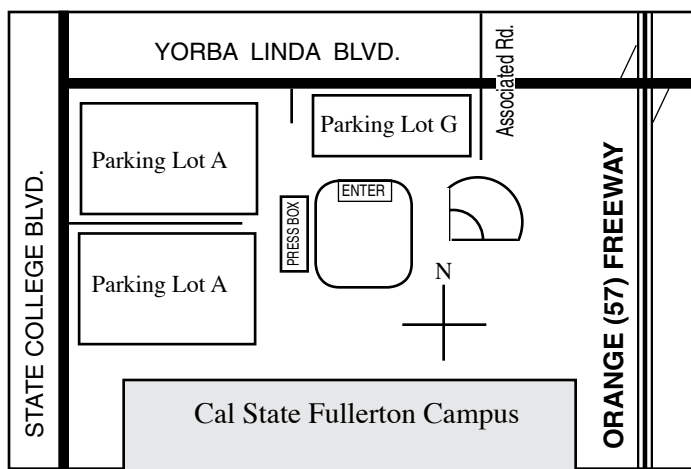 YORBA LINDA BLVD.
Associated Rd.
Parking Lot G
Parking Lot A
ENTER
PRESS BOX
Parking Lot A
N
STATE COLLEGE BLVD.
ORANGE (57) FREEWAY
Cal State Fullerton Campus